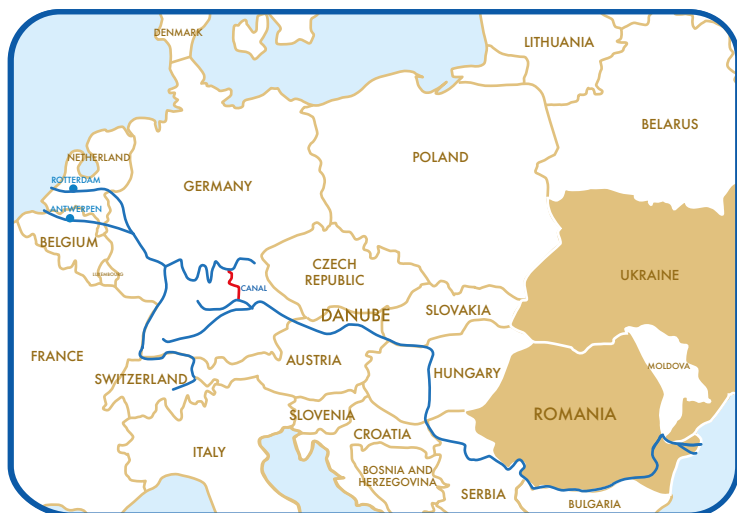 DENMARK
LITHUANIA
BELARUS
NETHERLAND
POLAND
ROTTERDAM
GERMANY
ANTWERPEN
BELGIUM
LUXEMBOURG
CZECH
REPUBLIC
UKRAINE
CANAL
SLOVAKIA
DANUBE
FRANCE
AUSTRIA
MOLDOVA
SWITZERLAND
HUNGARY
SLOVENIA
ROMANIA
CROATIA
ITALY
BOSNIA AND
HERZEGOVINA
SERBIA
BULGARIA